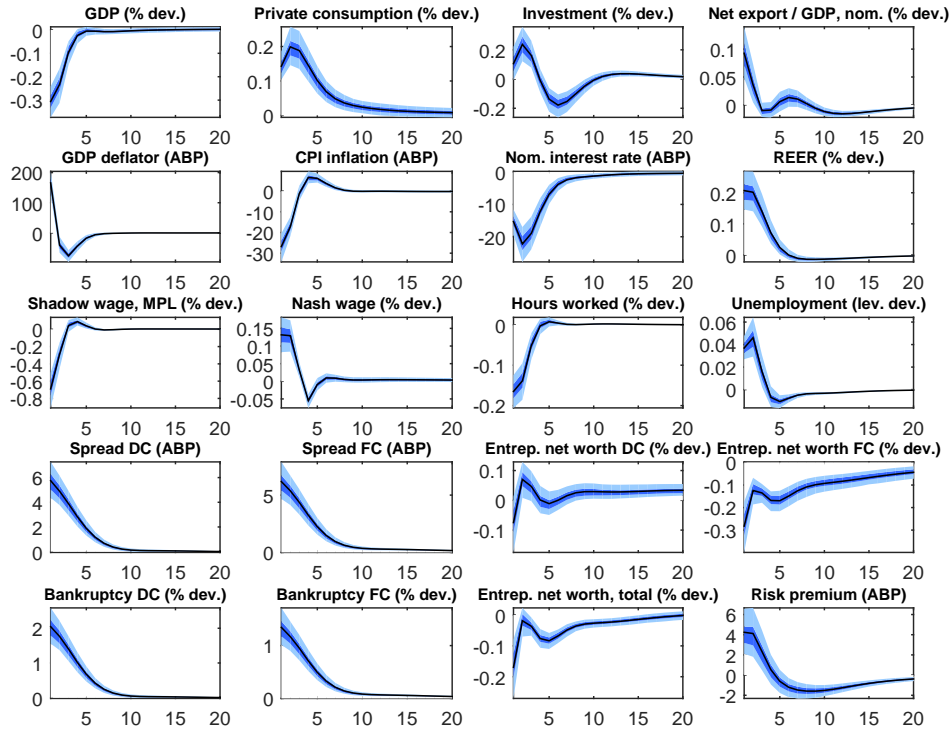 GDP (% dev.)
Private consumption (% dev.)
Investment (% dev.)
Net export / GDP, nom. (% dev.)
0
-0.1
-0.2
-0.3
5 10 15 20
0.2
0.1
0
5 10 15 20
0.2
0
-0.2
5 10 15 20
0.1
0.05
0
5 10 15 20
GDP deflator (ABP)
CPI inflation (ABP)
Nom. interest rate (ABP)
REER (% dev.)
200
100
0
5 10 15 20
0
-10
-20
-30
5 10 15 20
0
-10
-20
5 10 15 20
0.2
0.1
0
5 10 15 20
Shadow wage, MPL (% dev.)
Nash wage (% dev.)
Hours worked (% dev.)
Unemployment (lev. dev.)
0
-0.2
-0.4
-0.6
-0.8
5 10 15 20
0.15
0.1
0.05
0
-0.05
5 10 15 20
0
-0.1
-0.2
5 10 15 20
0.06
0.04
0.02
0
5 10 15 20
Spread DC (ABP)
Spread FC (ABP)
Entrep. net worth DC (% dev.)
Entrep. net worth FC (% dev.)
6
4
2
0
5 10 15 20
5
0
5 10 15 20
0.1
0
-0.1
5 10 15 20
0
-0.1
-0.2
-0.3
5 10 15 20
Bankruptcy DC (% dev.)
Bankruptcy FC (% dev.)
Entrep. net worth, total (% dev.)
Risk premium (ABP)
2
1
0
5 10 15 20
1
0
5 10 15 20
0
-0.1
-0.2
5 10 15 20
6
4
2
0
-2
5 10 15 20